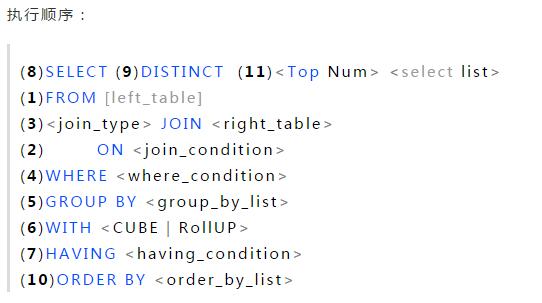 执行顺序：
(8)SELECT (9)DISTINCT (11)<Top Num> <select list>
(1)FROM [left_table]
(3)<join_type> JOIN <right_table>
(2) ON <join_condition>
(4)WHERE <where_condition>
(5)GROUP BY <group_by_list>
(6)WITH <CUBE | RollUP>
(7)HAVING <having_condition>
(10)ORDER BY <order_by_list>